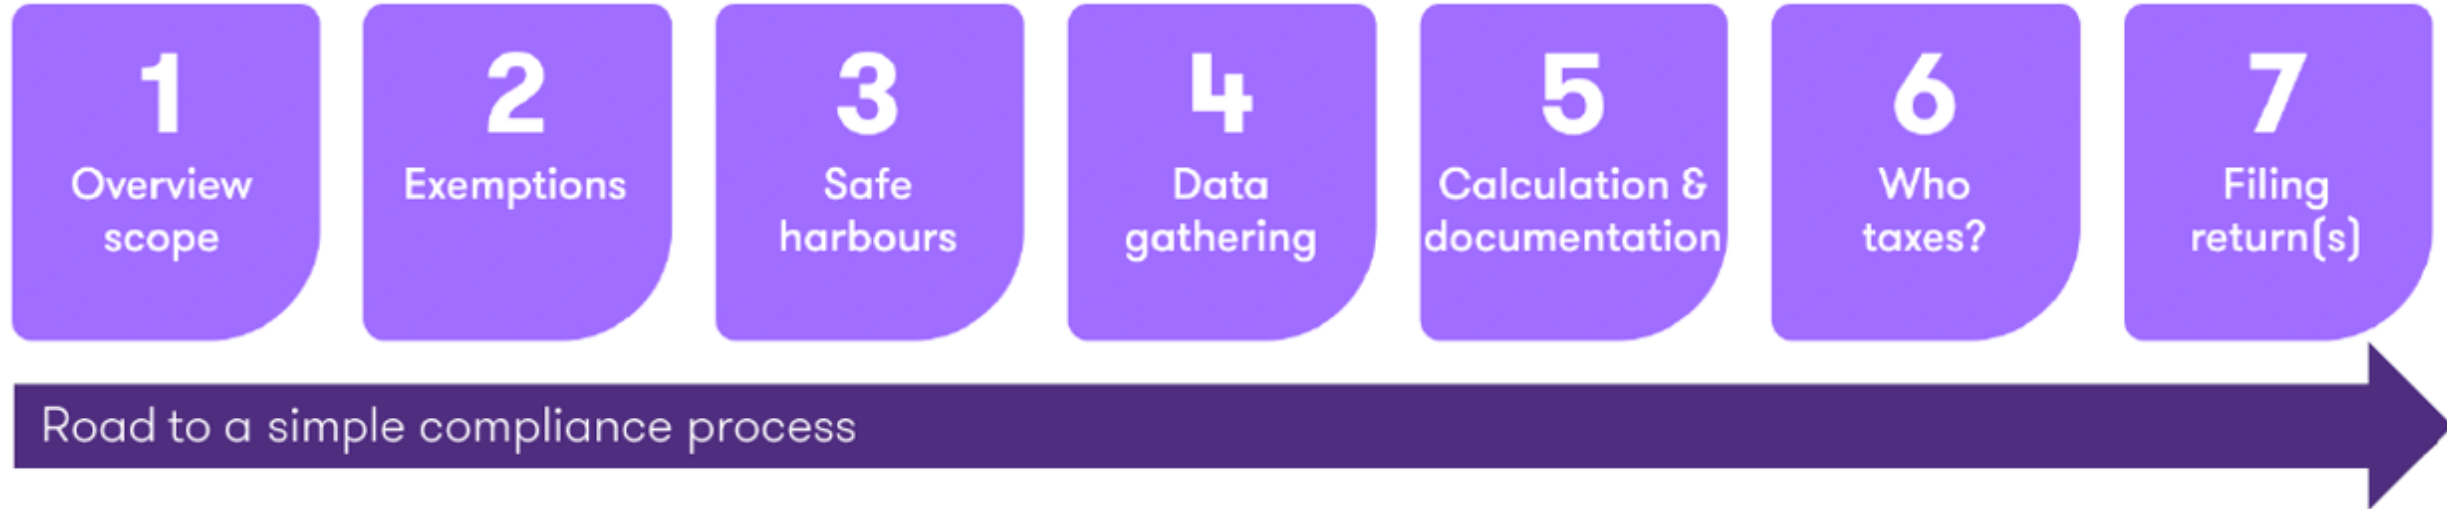 1
Overview
scope
2
Exemptions
3
Safe
harbours
4
Data
gathering
5
Calculation &
documentation
6
Who
taxes?
7
Filing
return(s)
Road to a simple compliance process